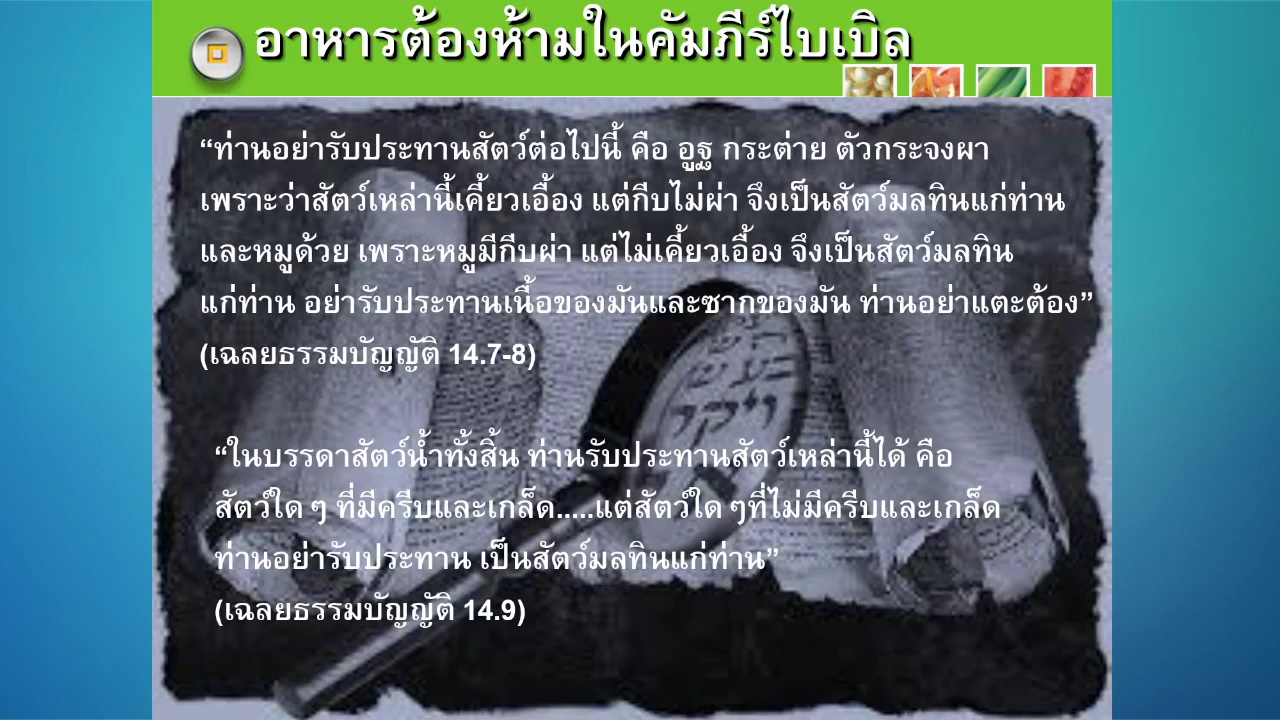 อาหารต้องห้ามในคัมภีร์ไบเบิล
“ท่านอย่ารับประทานสัตว์ต่อไปนี้ คือ อูฐ กระต่าย ตัวกระจงผา
เพราะว่าสัตว์เหล่านี้เคี้ยวเอื้อง แต่กีบไม่ผ่า จึงเป็นสัตว์มลทินแก่ท่าน
และหมูด้วย เพราะหมูมีกีบผ่า แต่ไม่เคี้ยวเอื้อง จึงเป็นสัตว์มลทิน
แก่ท่าน อย่ารับประทานเนื้อของมันและซากของมัน ท่านอย่าแตะต้อง”
(เฉลยธรรมบัญญัติ 14.7-8)
“ในบรรดาสัตว์น้ำทั้งสิ้น ท่านรับประทานสัตว์เหล่านี้ได้ คือ
สัตว์ใด ๆ ที่มีครีบและเกล็ด.....แต่สัตว์ใด ๆที่ไม่มีครีบและเกล็ด
ท่านอย่ารับประทาน เป็นสัตว์มลทินแก่ท่าน”
(เฉลยธรรมบัญญัติ 14.9)